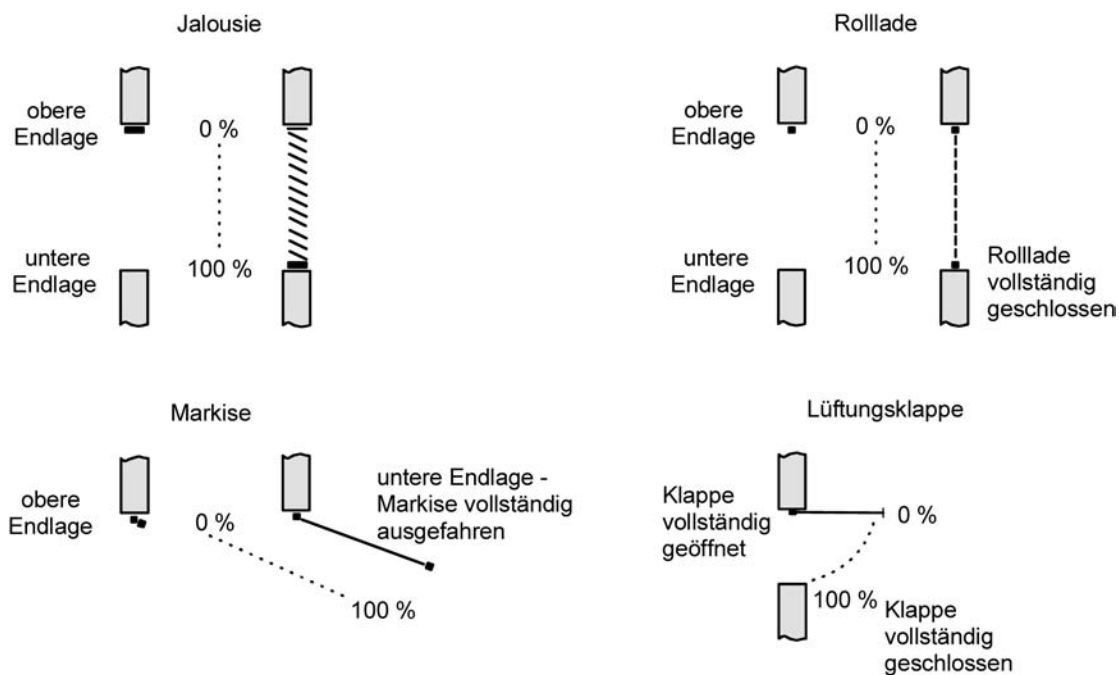 Jalousie
obere
Endlage
0 %
untere
Endlage
100 %
Rolllade
obere
Endlage
0 %
untere
Endlage
100 %
Rolllade
vollständig
geschlossen
Markise
obere
Endlage
0 %
100 %
untere Endlage -
Markise vollständig
ausgefahren
Lüftungsklappe
Klappe
vollständig
geöffnet
0 %
100 %
Klappe
vollständig
geschlossen